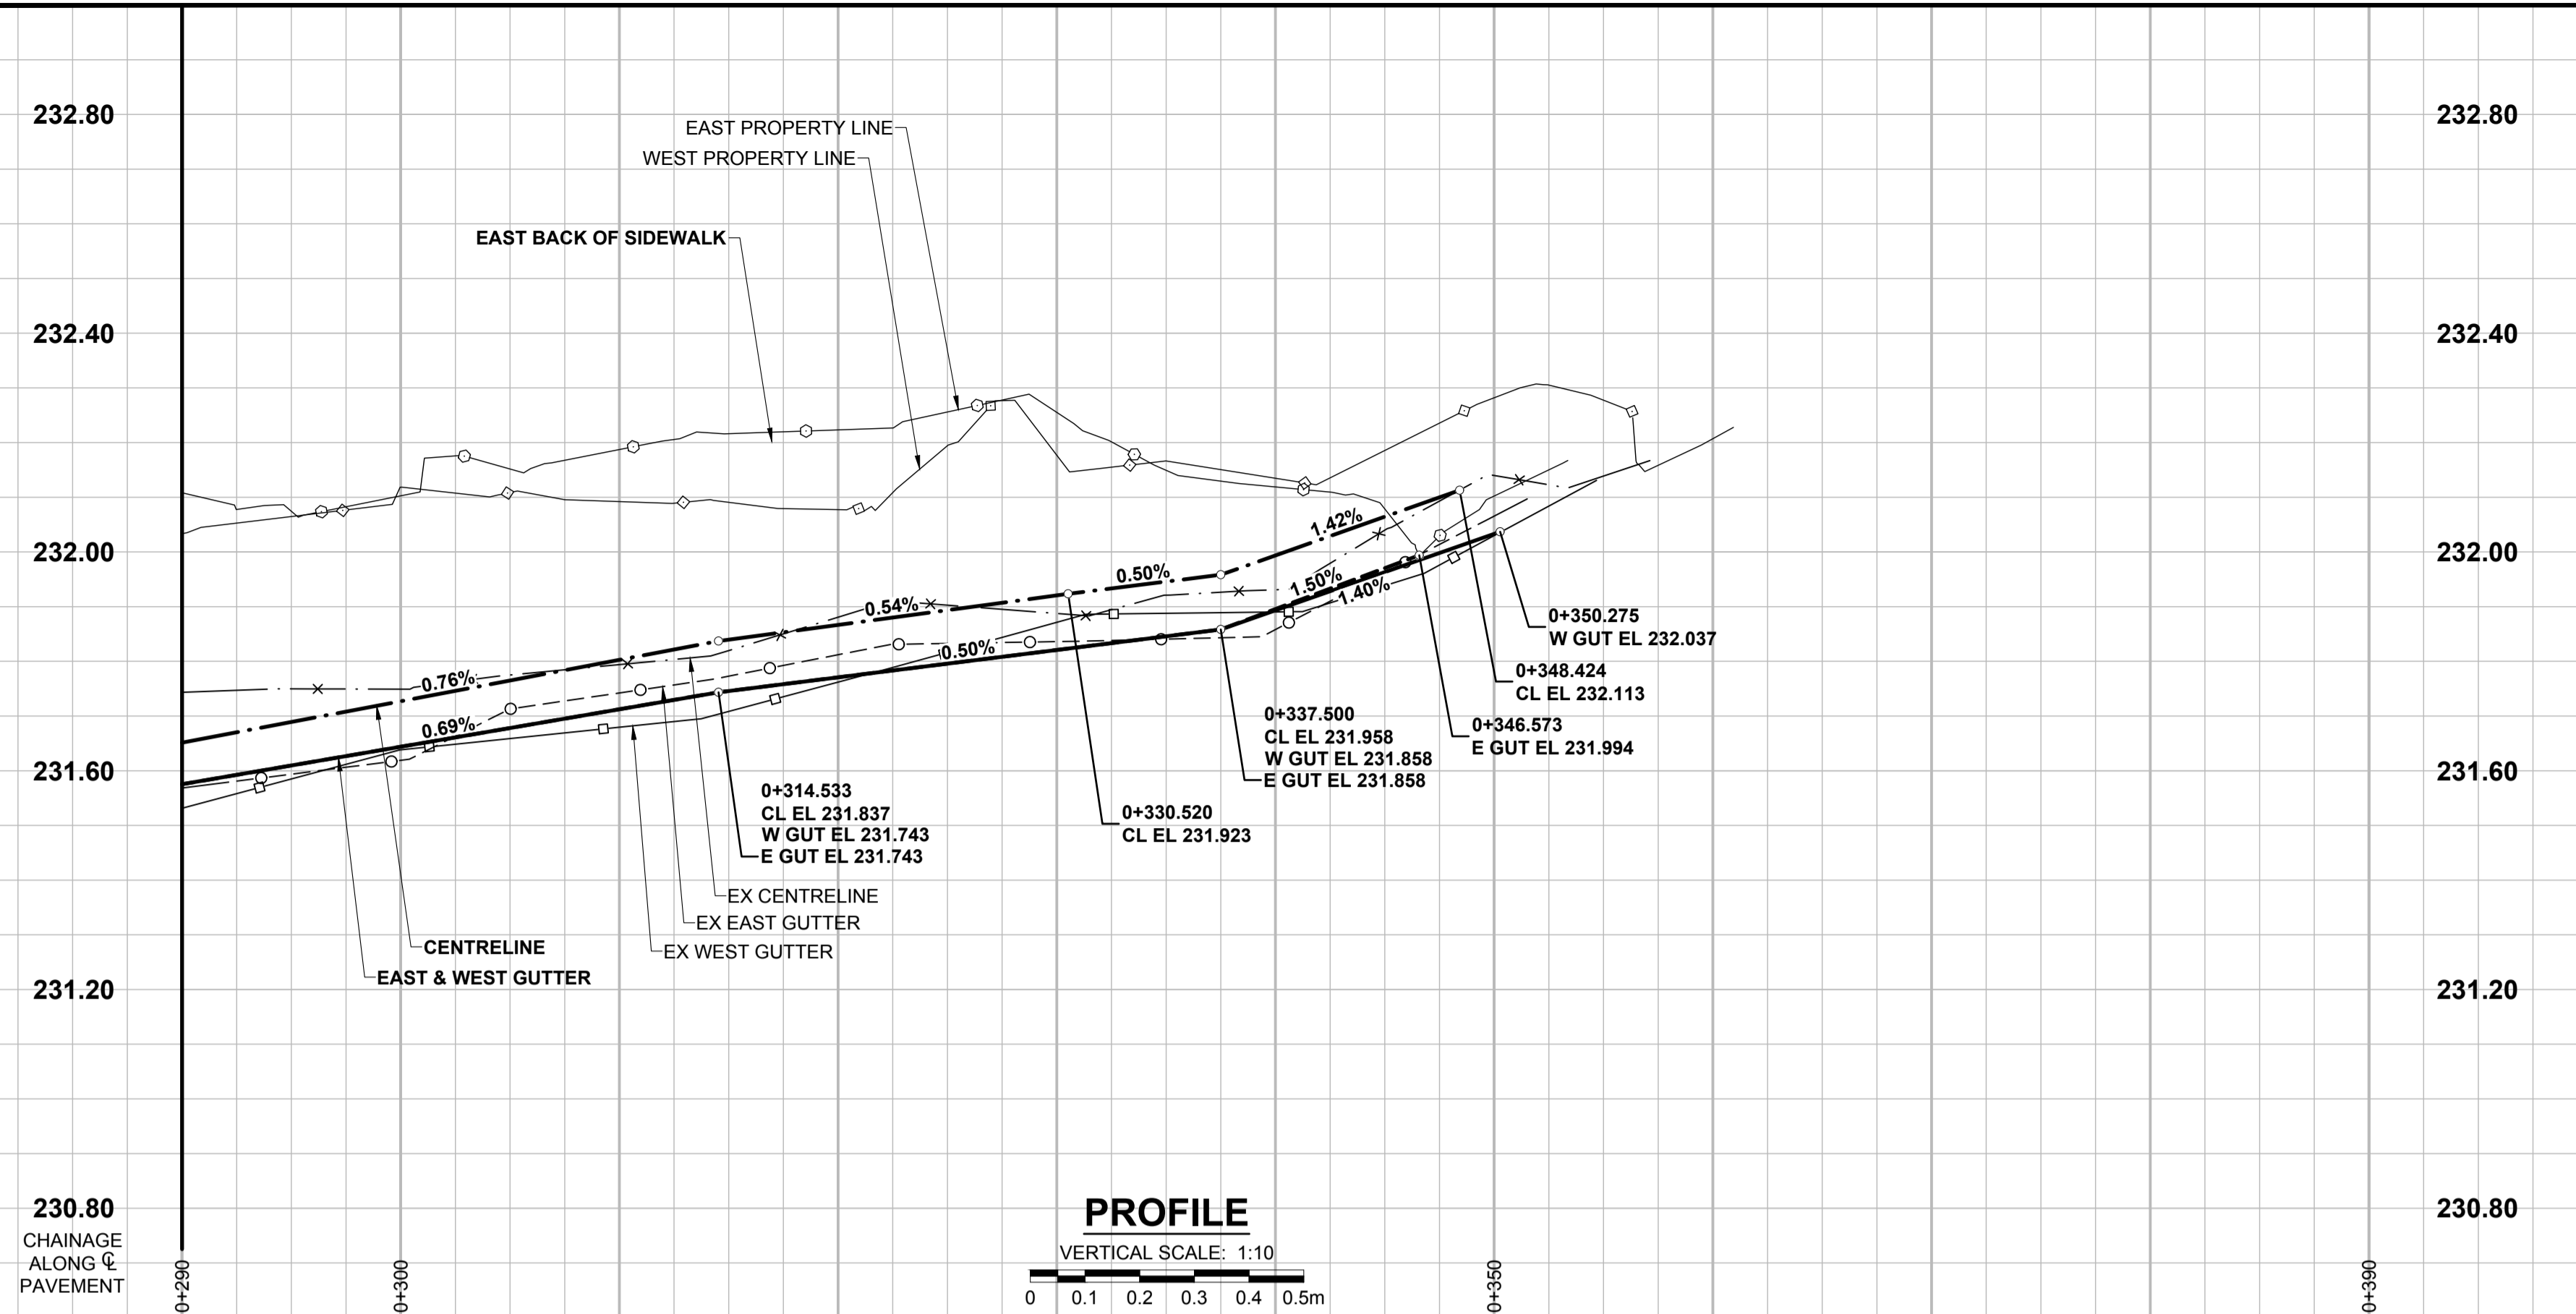 232.80
232.80
EAST PROPERTY LINE
WEST PROPERTY LINE
EAST BACK OF SIDEWALK
232.40
232.40
232.00
232.00
1.42%
0.50%
0.54%
1.50%
1.40%
0.50%
0.76%
0.69%
0+350.275
W GUT EL 232.037
0+348.424
CL EL 232.113
0+346.573
E GUT EL 231.994
0+337.500
CL EL 231.958
W GUT EL 231.858
E GUT EL 231.858
231.60
231.60
0+314.533
CL EL 231.837
W GUT EL 231.743
E GUT EL 231.743
0+330.520
CL EL 231.923
EX CENTRELINE
EX EAST GUTTER
EX WEST GUTTER
CENTRELINE
EAST & WEST GUTTER
231.20
231.20
230.80
230.80
PROFILE
VERTICAL SCALE: 1:10
0 0.1 0.2 0.3 0.4 0.5m
CHAINAGE
ALONG ℄
PAVEMENT
0+290
0+300
0+350
0+390